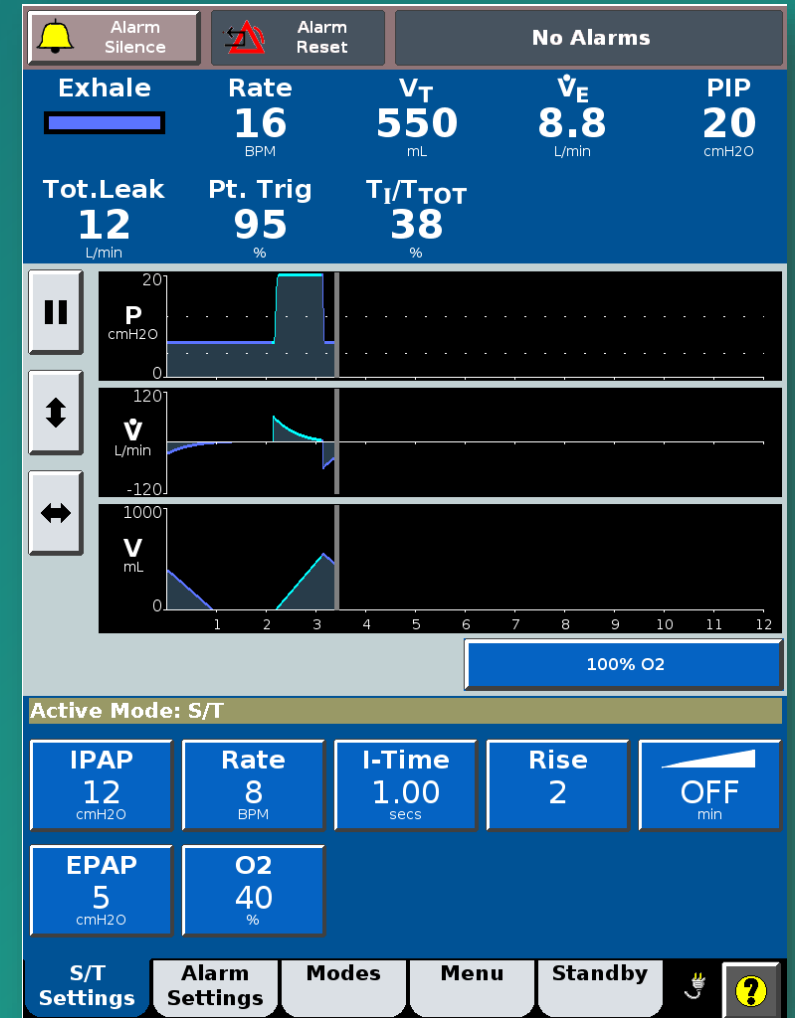 Alarm
Silence
Alarm
Reset
No Alarms
Exhale
Rate
16
BPM
VT
550
mL
V̇E
8.8
L/min
PIP
20
cmH2O
Tot.Leak
12
L/min
Pt. Trig
95
%
TI/TTOT
38
%
20
P
cmH2O
0
120
V̇
L/min
-120
1000
V
mL
0
1 2 3 4 5 6 7 8 9 10 11 12
100% O2
Active Mode: S/T
IPAP
12
cmH2O
Rate
8
BPM
I-Time
1.00
secs
Rise
2
OFF
min
EPAP
5
cmH2O
O2
40
%
S/T
Settings
Alarm
Settings
Modes
Menu
Standby
?